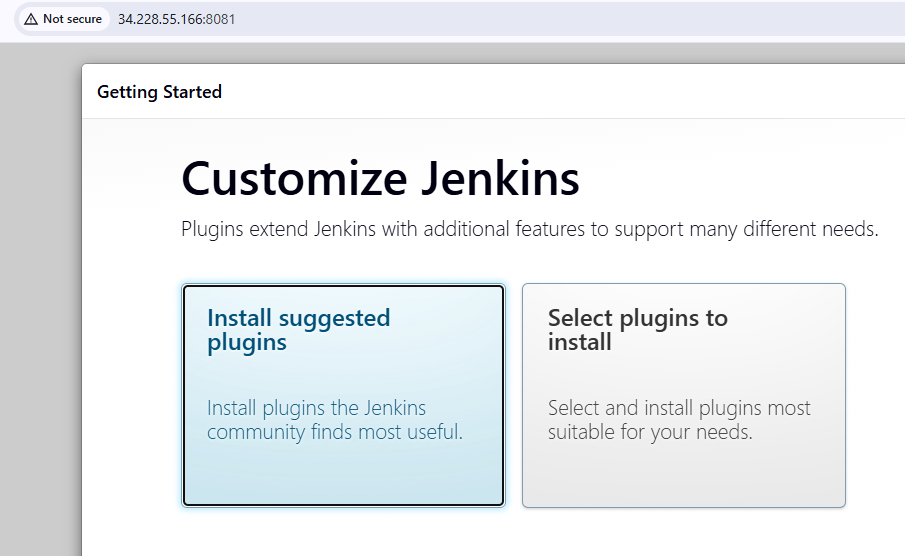 Not secure 34.228.55.166:8081
Getting Started
Customize Jenkins
Plugins extend Jenkins with additional features to support many different needs.
Install suggested
plugins
Install plugins the Jenkins
community finds most useful.
Select plugins to
install
Select and install plugins most
suitable for your needs.